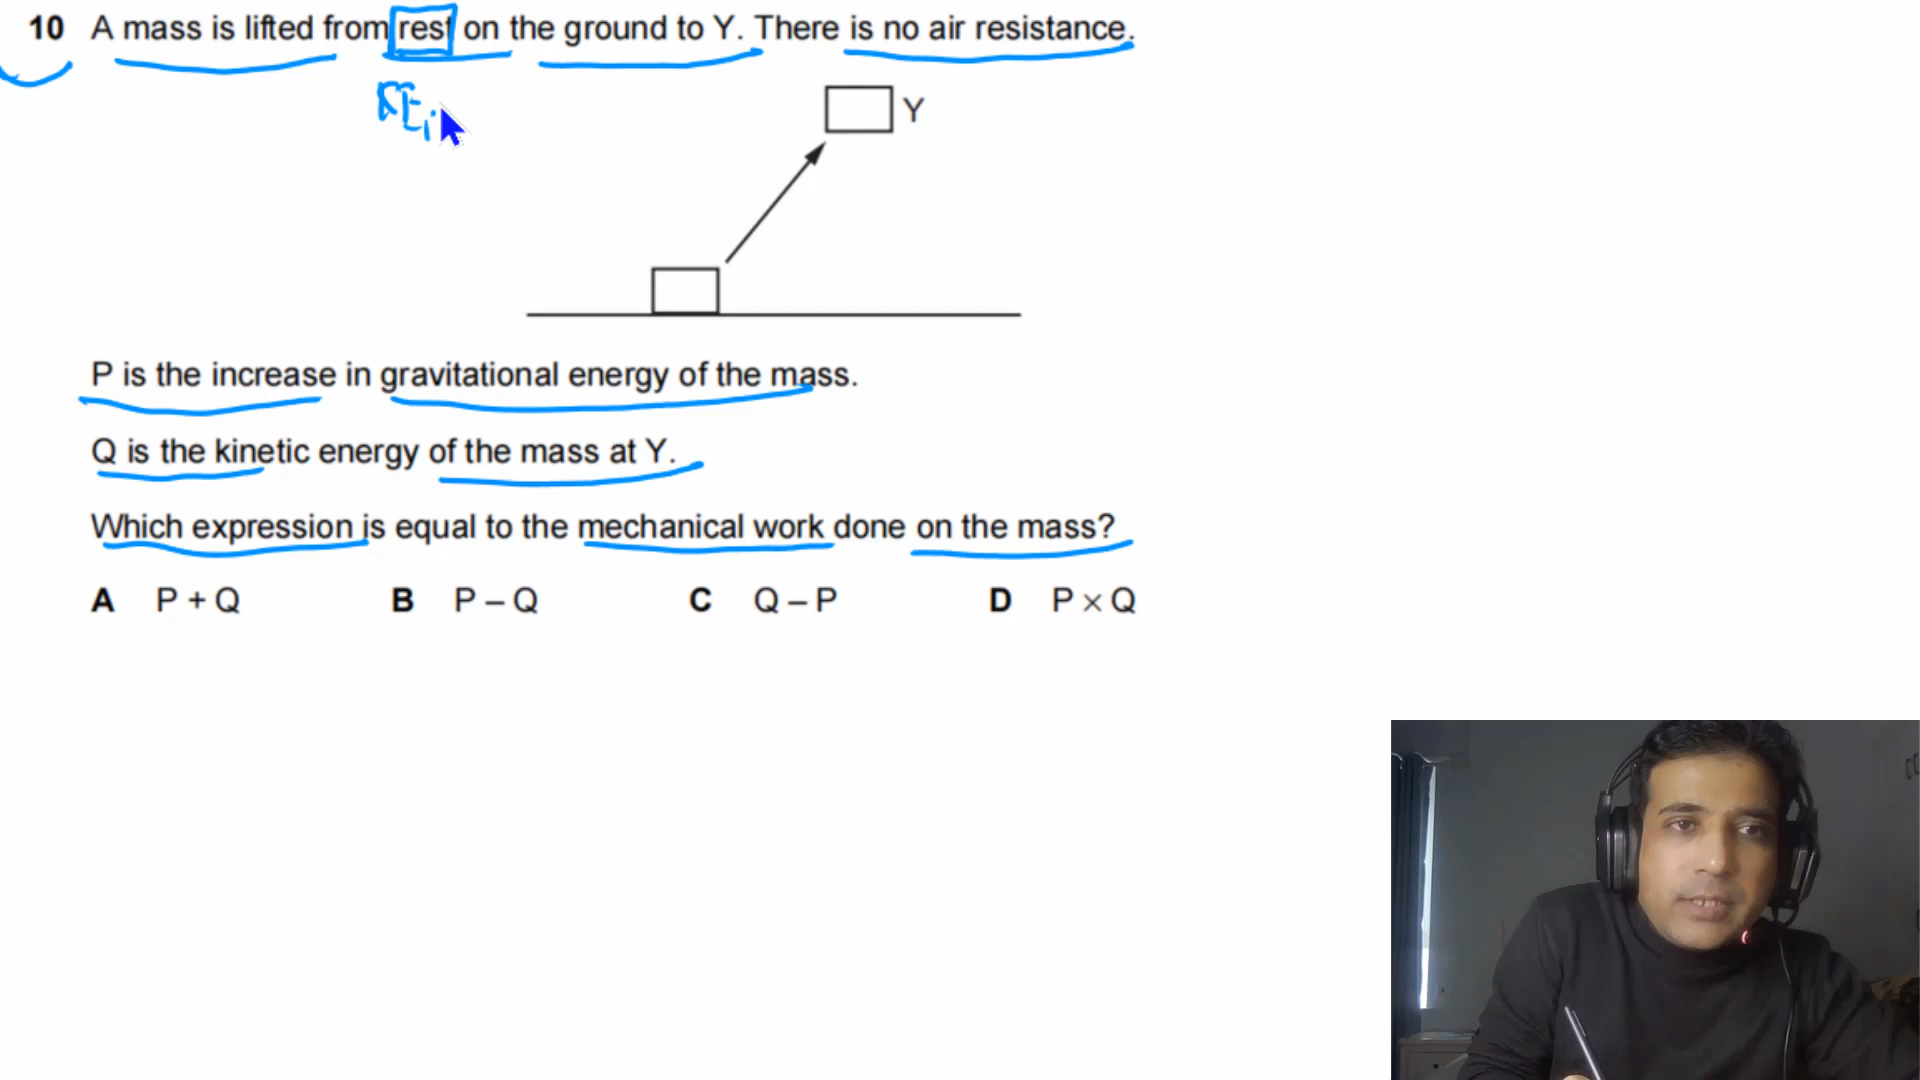 10 A mass is lifted from rest on the ground to Y. There is no air resistance.
KEi
Y
P is the increase in gravitational energy of the mass.
Q is the kinetic energy of the mass at Y.
Which expression is equal to the mechanical work done on the mass?
A P + Q B P – Q C Q – P D P × Q